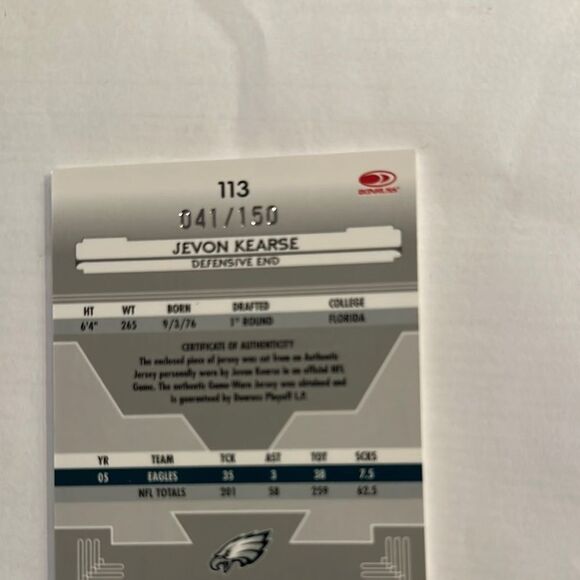 113
DONRUSS
041/150
JEVON KEARSE
DEFENSIVE END
HT WT BORN DRAFTED COLLEGE
6'4" 265 9/3/76 1st ROUND FLORIDA
CERTIFICATE OF AUTHENTICITY
The enclosed piece of jersey was cut from an Authentic
Jersey personally worn by Jevon Kearse in an official NFL
Game. The authentic Game-Worn Jersey was obtained and
is guaranteed by Donruss Playoff L.P.
YR TEAM TCK AST TOT SCKS
05 EAGLES 35 3 38 7.5
NFL TOTALS 201 58 259 62.5